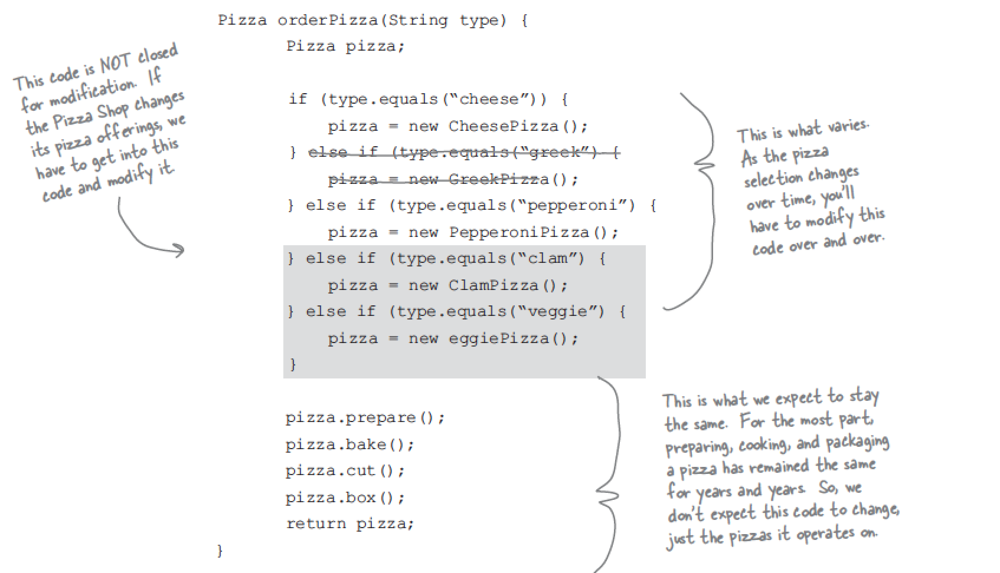 Pizza orderPizza(String type) {
Pizza pizza;
This code is NOT closed
for modification. If
the Pizza Shop changes
its pizza offerings, we
have to get into this
code and modify it.
if (type.equals(“cheese”)) {
pizza = new CheesePizza();
} else if (type.equals(“greek”) {
pizza = new GreekPizza();
} else if (type.equals(“pepperoni”) {
pizza = new PepperoniPizza();
} else if (type.equals(“clam”) {
pizza = new ClamPizza();
} else if (type.equals(“veggie”) {
pizza = new eggiePizza();
}
This is what varies.
As the pizza
selection changes
over time, you'll
have to modify this
code over and over.
pizza.prepare();
pizza.bake();
pizza.cut();
pizza.box();
return pizza;
}
This is what we expect to stay
the same. For the most part,
preparing, cooking, and packaging
a pizza has remained the same
for years and years. So, we
don't expect this code to change,
just the pizzas it operates on.